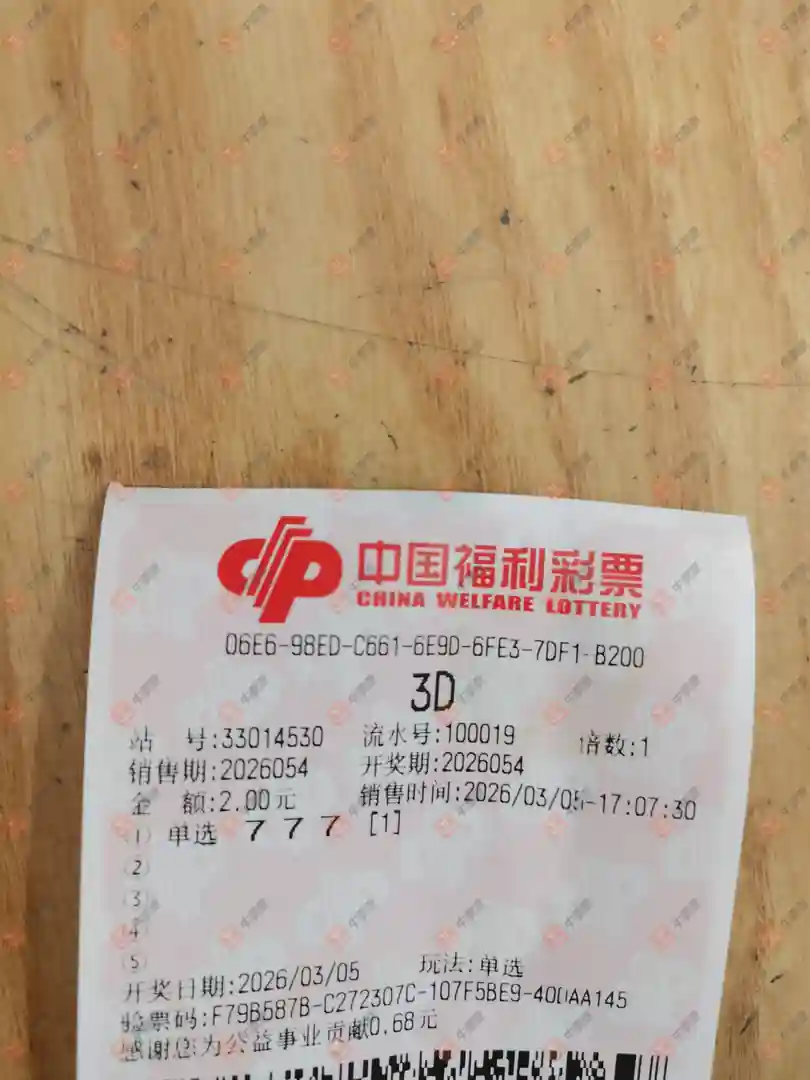 中国福利彩票
CHINA WELFARE LOTTERY
06E6-98ED-C661-6E9D-6FE3-7DF1-B200
3D
站 号:33014530 流水号:100019 倍数:1
销售期:2026054 开奖期:2026054
金 额:2.00元 销售时间:2026/03/05-17:07:30
① 单选 7 7 7 [1]
②
③
④
⑤
开奖日期:2026/03/05 玩法:单选
验票码:F79B587B-C272307C-107F5BE9-
感谢您为公益事业贡献0.68元